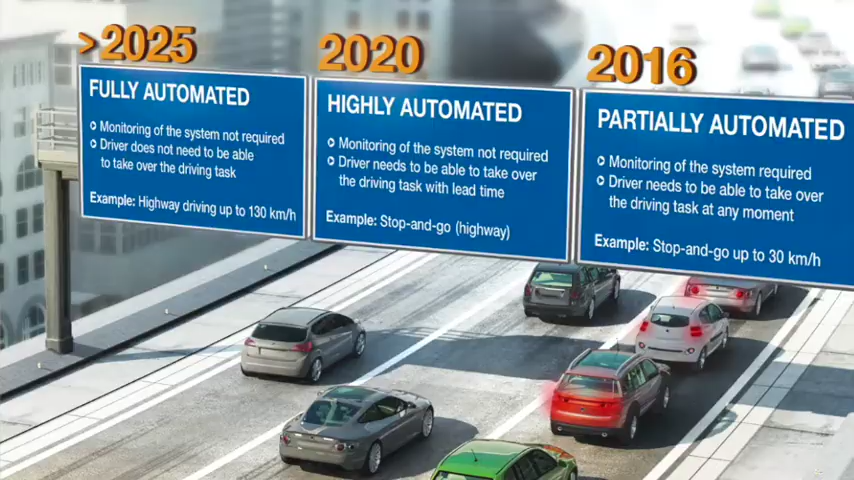 >2025
FULLY AUTOMATED
Monitoring of the system not required
Driver does not need to be able
to take over the driving task
Example: Highway driving up to 130 km/h
2020
HIGHLY AUTOMATED
Monitoring of the system not required
Driver needs to be able to take over
the driving task with lead time
Example: Stop-and-go (highway)
2016
PARTIALLY AUTOMATED
Monitoring of the system required
Driver needs to be able to take over
the driving task at any moment
Example: Stop-and-go up to 30 km/h